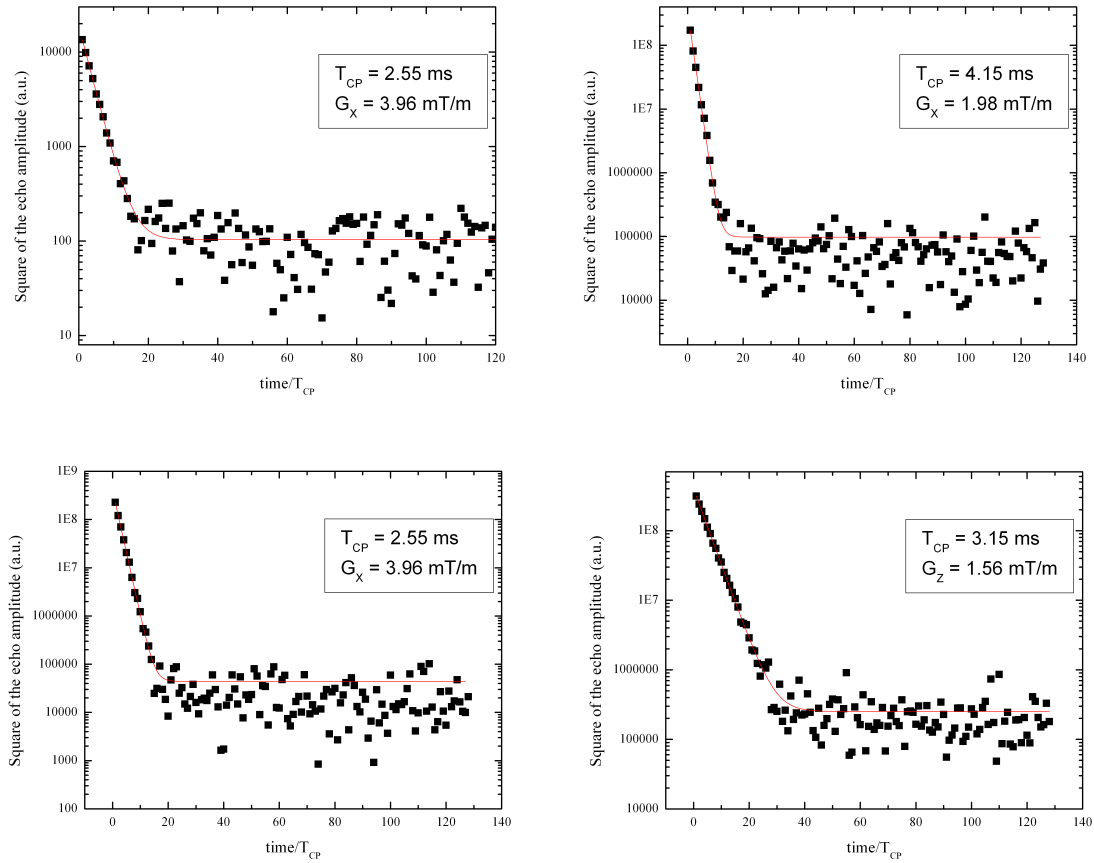 Square of the echo amplitude (a.u.)
10000
1000
100
10
T_CP = 2.55 ms
G_X = 3.96 mT/m
0 20 40 60 80 100 120
time/T_CP
Square of the echo amplitude (a.u.)
1E8
1E7
1000000
100000
10000
T_CP = 4.15 ms
G_X = 1.98 mT/m
0 20 40 60 80 100 120 140
time/T_CP
Square of the echo amplitude (a.u.)
1E9
1E8
1E7
1000000
100000
10000
1000
100
T_CP = 2.55 ms
G_X = 3.96 mT/m
0 20 40 60 80 100 120 140
time/T_CP
Square of the echo amplitude (a.u.)
1E8
1E7
1000000
100000
10000
T_CP = 3.15 ms
G_Z = 1.56 mT/m
0 20 40 60 80 100 120 140
time/T_CP